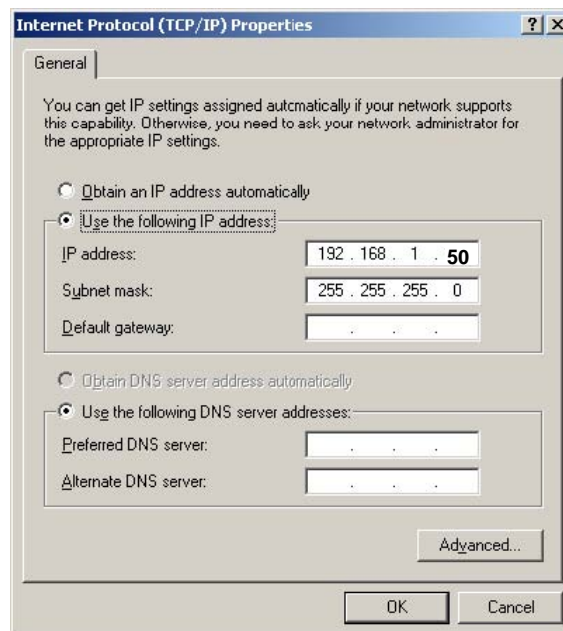 Internet Protocol (TCP/IP) Properties
General
You can get IP settings assigned automatically if your network supports
this capability. Otherwise, you need to ask your network administrator for
the appropriate IP settings.
Obtain an IP address automatically
Use the following IP address:
IP address: 192 . 168 . 1 . 50
Subnet mask: 255 . 255 . 255 . 0
Default gateway: . . .
Obtain DNS server address automatically
Use the following DNS server addresses:
Preferred DNS server: . . .
Alternate DNS server: . . .
Advanced...
OK Cancel